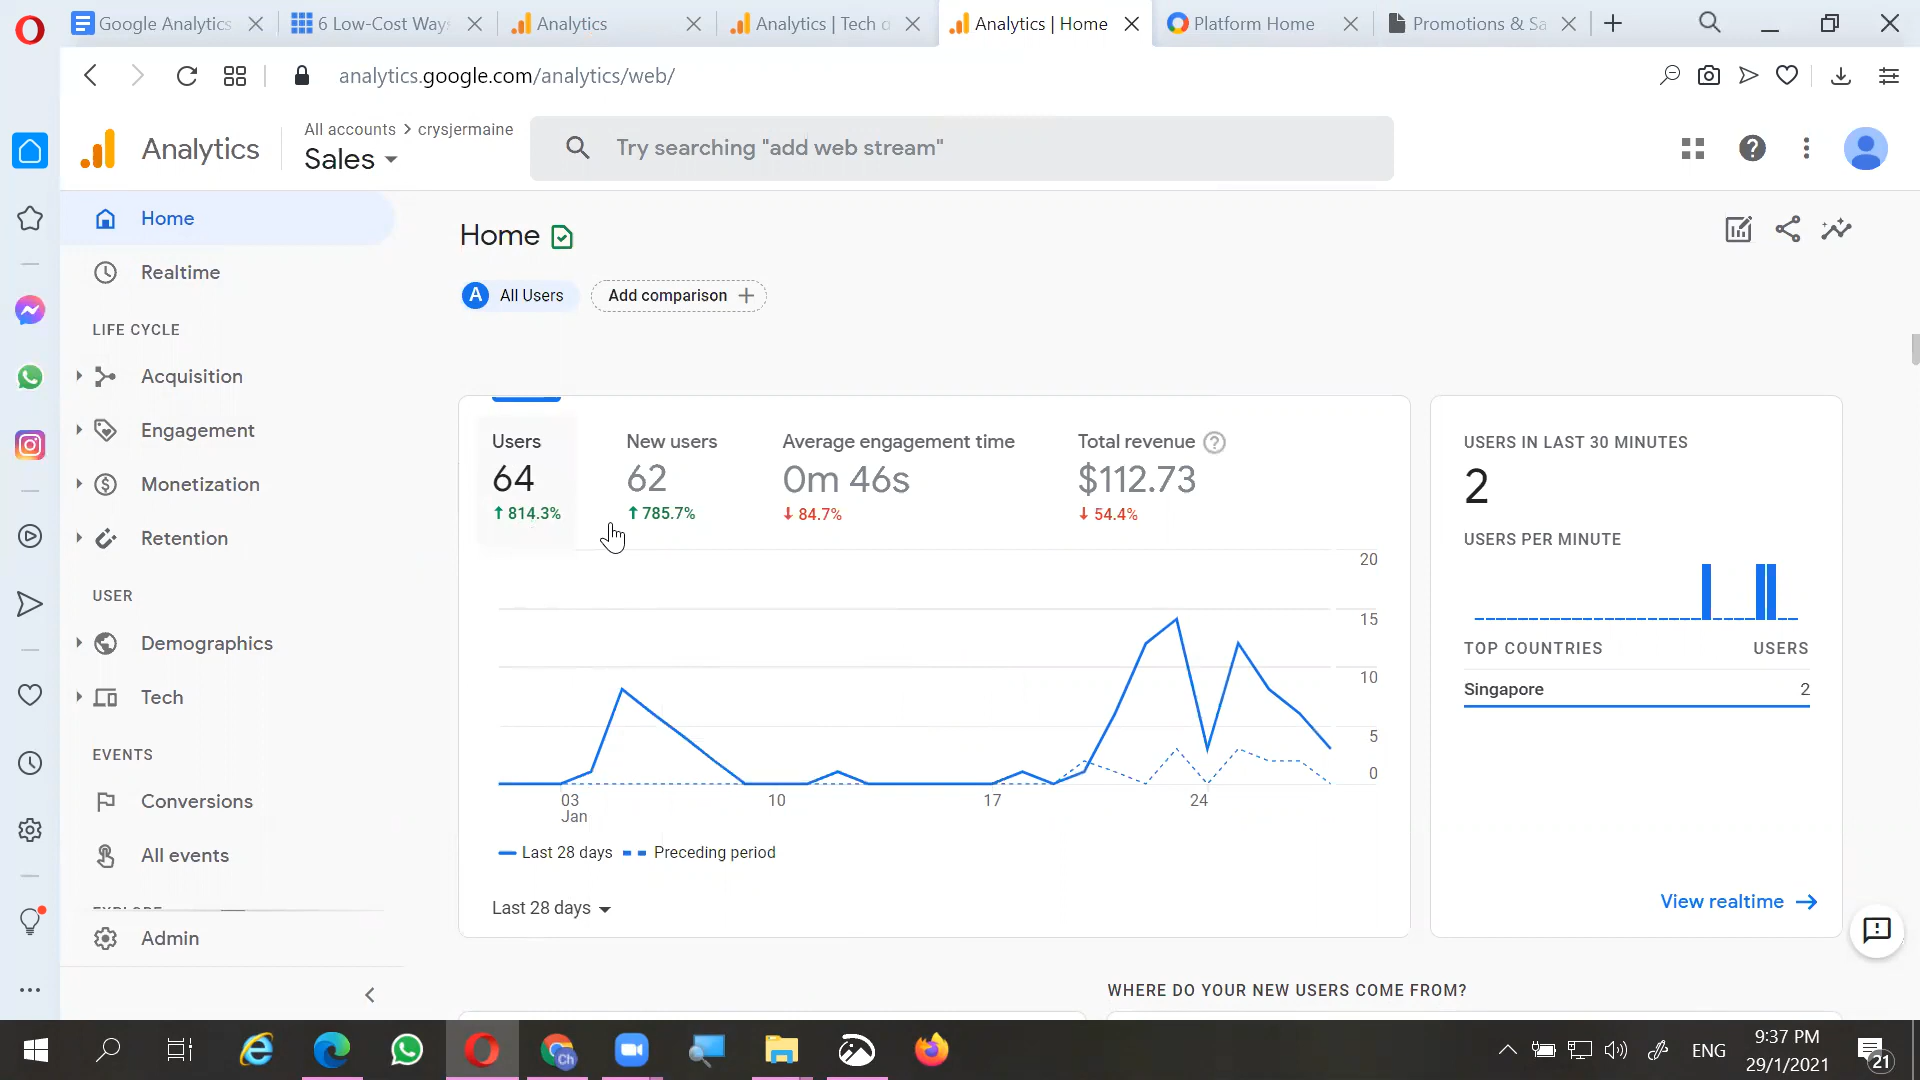 Google Analytics
6 Low-Cost Ways
Analytics
Analytics | Tech d
Analytics | Home
Platform Home
Promotions & Sa
analytics.google.com/analytics/web/
Analytics
All accounts > crysjermaine
Sales
Try searching "add web stream"
Home
Realtime
LIFE CYCLE
Acquisition
Engagement
Monetization
Retention
USER
Demographics
Tech
EVENTS
Conversions
All events
Admin
Home
A All Users
Add comparison +
Users
64
↑ 814.3%
New users
62
↑ 785.7%
Average engagement time
0m 46s
↓ 84.7%
Total revenue
$112.73
↓ 54.4%
20
15
10
5
0
03
Jan
10
17
24
Last 28 days
Preceding period
Last 28 days
USERS IN LAST 30 MINUTES
2
USERS PER MINUTE
TOP COUNTRIES USERS
Singapore 2
View realtime
WHERE DO YOUR NEW USERS COME FROM?
Ch
ENG
9:37 PM
29/1/2021
21